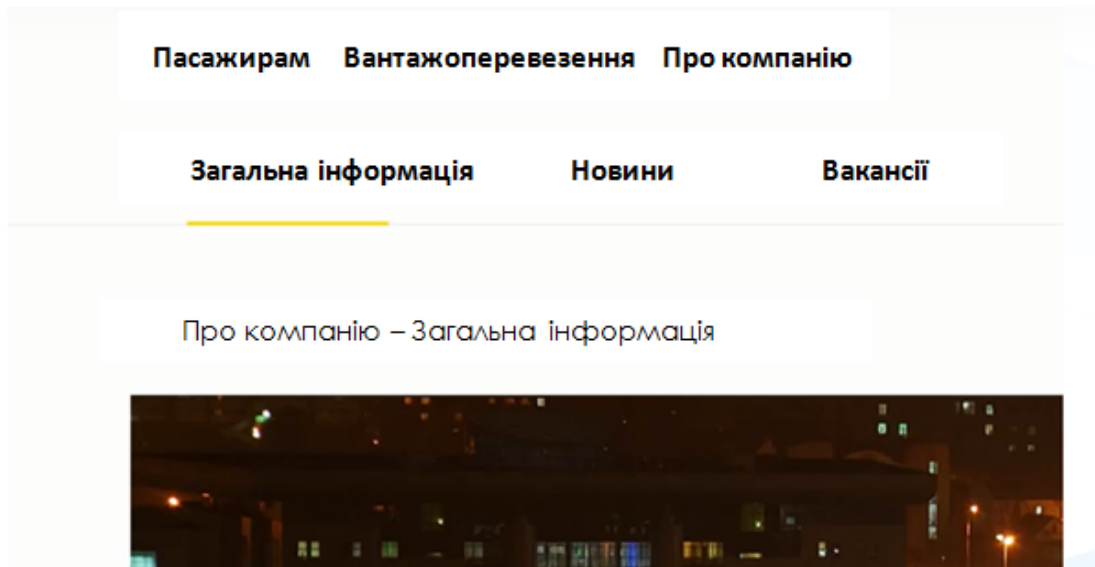 Пасажирам Вантажоперевезення Про компанію
Загальна інформація Новини Вакансії
Про компанію – Загальна інформація